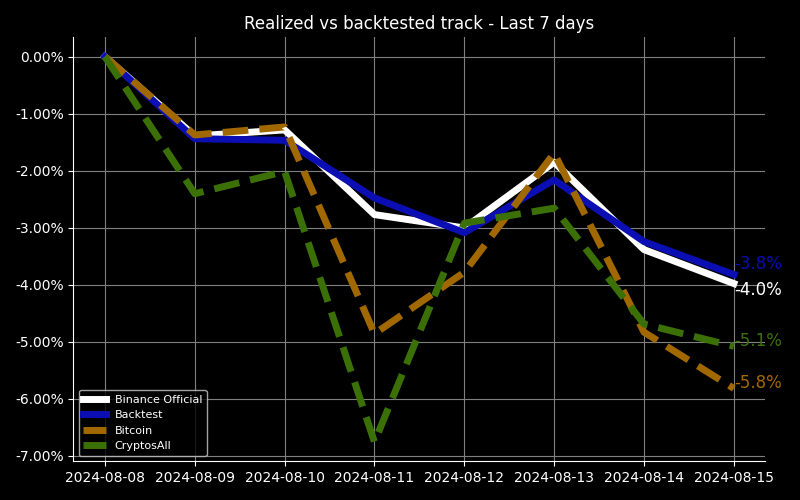 Realized vs backtested track - Last 7 days
0.00%
-1.00%
-2.00%
-3.00%
-4.00%
-5.00%
-6.00%
-7.00%
-3.8%
-4.0%
-5.1%
-5.8%
Binance Official
Backtest
Bitcoin
CryptosAll
2024-08-08 2024-08-09 2024-08-10 2024-08-11 2024-08-12 2024-08-13 2024-08-14 2024-08-15